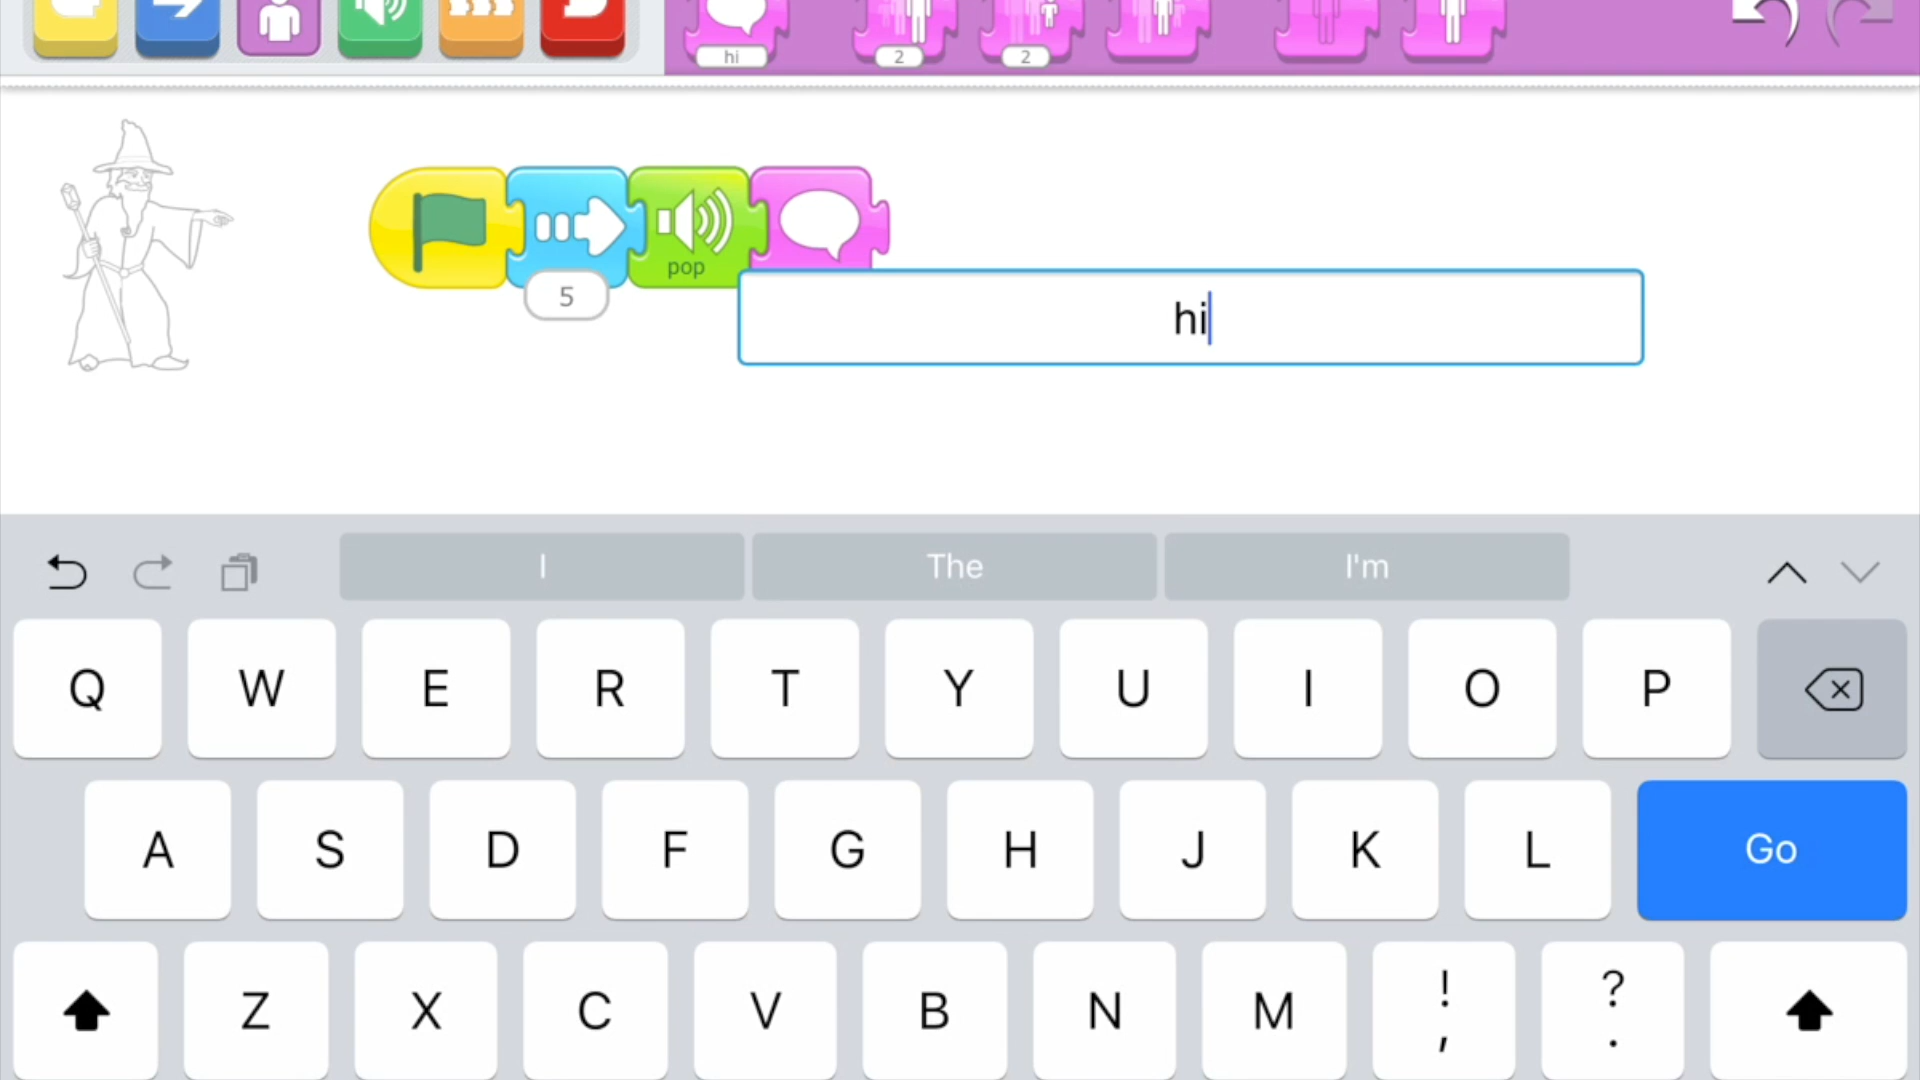 hi
2
2
pop
5
hi
I
The
I'm
Q W E R T Y U I O P
A S D F G H J K L Go
Z X C V B N M ! ?
, .